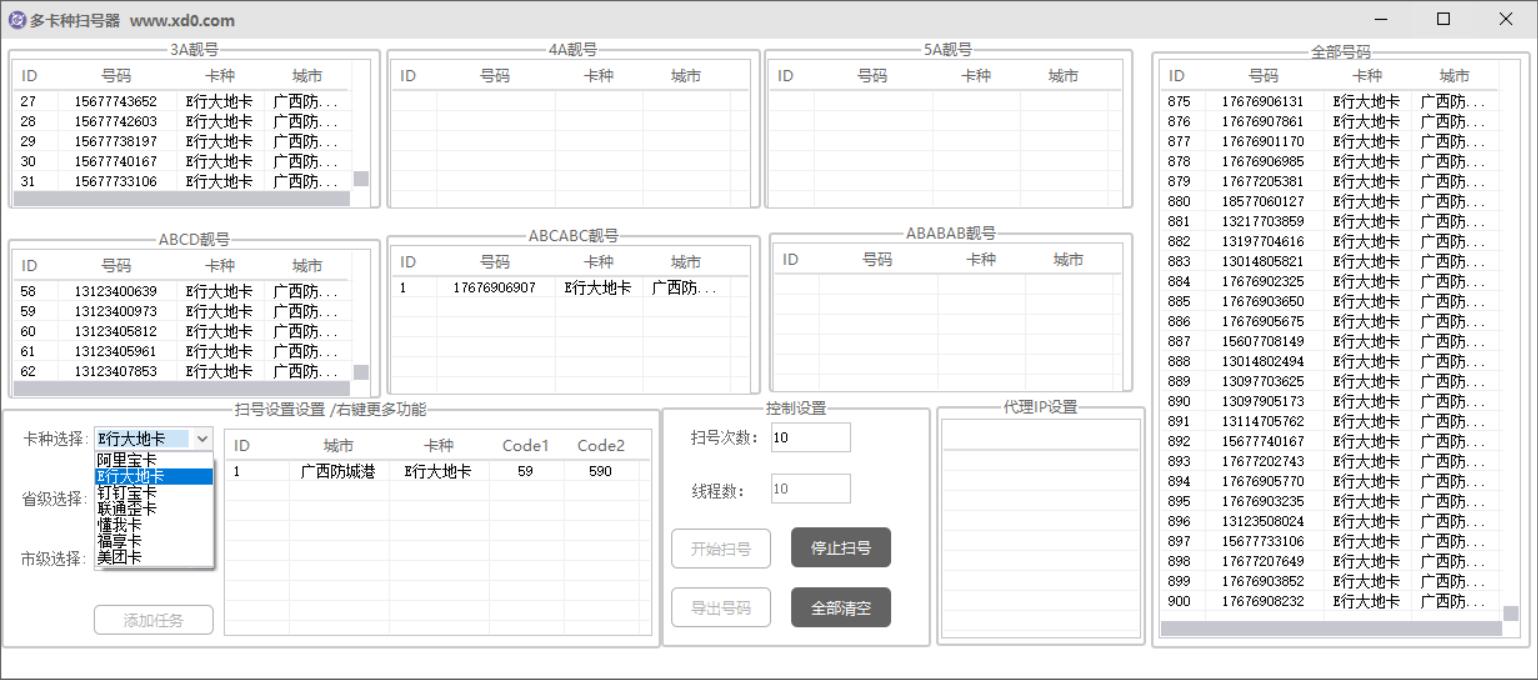 多卡种扫号器 www.xd0.com
3A靓号
ID 号码 卡种 城市
27 15677743652 E行大地卡 广西防...
28 15677742603 E行大地卡 广西防...
29 15677738197 E行大地卡 广西防...
30 15677740167 E行大地卡 广西防...
31 15677733106 E行大地卡 广西防...
4A靓号
ID 号码 卡种 城市
5A靓号
ID 号码 卡种 城市
ABCD靓号
ID 号码 卡种 城市
58 13123400639 E行大地卡 广西防...
59 13123400973 E行大地卡 广西防...
60 13123405812 E行大地卡 广西防...
61 13123405961 E行大地卡 广西防...
62 13123407853 E行大地卡 广西防...
ABCABC靓号
ID 号码 卡种 城市
1 17676906907 E行大地卡 广西防...
ABABAB靓号
ID 号码 卡种 城市
扫号设置设置 /右键更多功能
卡种选择: E行大地卡
阿里宝卡
E行大地卡
钉钉宝卡
联通歪卡
懂我卡
福享卡
美团卡
省级选择:
市级选择:
添加任务
ID 城市 卡种 Code1 Code2
1 广西防城港 E行大地卡 59 590
控制设置
扫号次数: 10
线程数: 10
开始扫号 停止扫号
导出号码 全部清空
代理IP设置
全部号码
ID 号码 卡种 城市
875 17676906131 E行大地卡 广西防...
876 17676907861 E行大地卡 广西防...
877 17676901170 E行大地卡 广西防...
878 17676906985 E行大地卡 广西防...
879 17677205381 E行大地卡 广西防...
880 18577060127 E行大地卡 广西防...
881 13217703859 E行大地卡 广西防...
882 13197704616 E行大地卡 广西防...
883 13014805821 E行大地卡 广西防...
884 17676902325 E行大地卡 广西防...
885 17676903650 E行大地卡 广西防...
886 17676905675 E行大地卡 广西防...
887 15607708149 E行大地卡 广西防...
888 13014802494 E行大地卡 广西防...
889 13097703625 E行大地卡 广西防...
890 13097905173 E行大地卡 广西防...
891 13114705762 E行大地卡 广西防...
892 15677740167 E行大地卡 广西防...
893 17677202743 E行大地卡 广西防...
894 17676905770 E行大地卡 广西防...
895 17676903235 E行大地卡 广西防...
896 13123508024 E行大地卡 广西防...
897 15677733106 E行大地卡 广西防...
898 17677207649 E行大地卡 广西防...
899 17676903852 E行大地卡 广西防...
900 17676908232 E行大地卡 广西防...